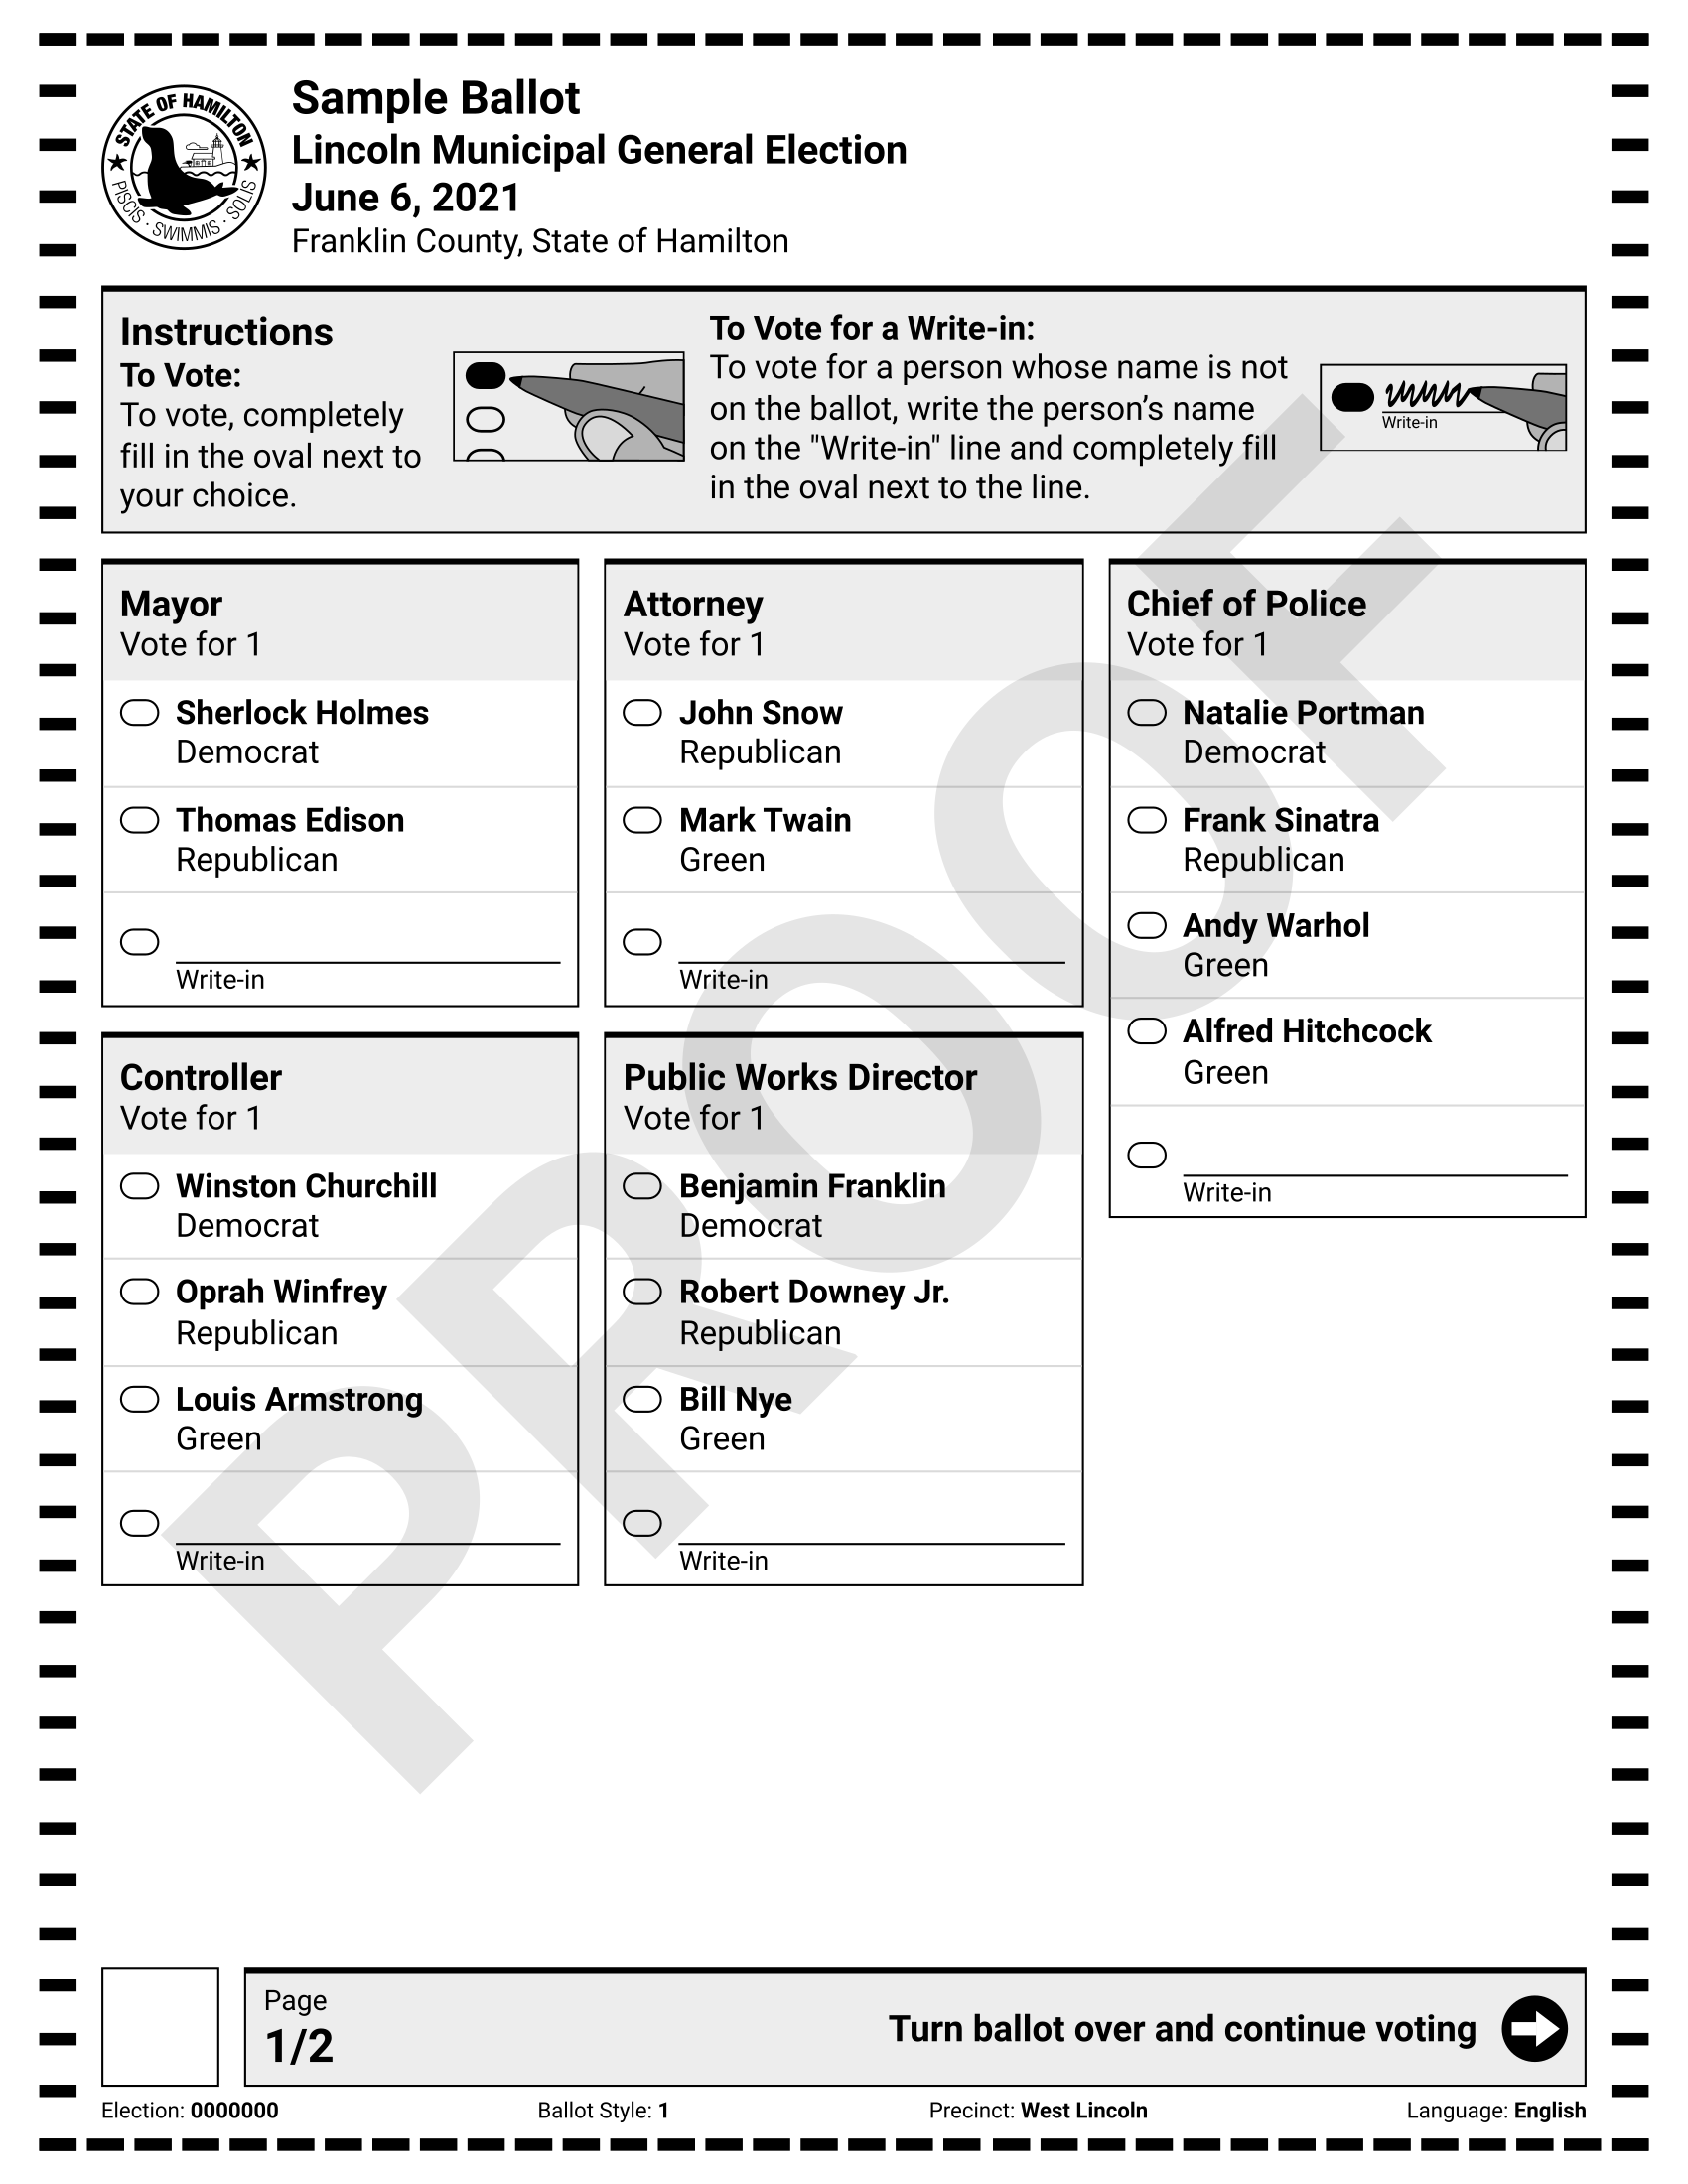 STATE OF HAMILTON
PISCIS · SWIMMIS · SOLIS
Sample Ballot
Lincoln Municipal General Election
June 6, 2021
Franklin County, State of Hamilton
Instructions
To Vote:
To vote, completely
fill in the oval next to
your choice.
To Vote for a Write-in:
To vote for a person whose name is not
on the ballot, write the person’s name
on the "Write-in" line and completely fill
in the oval next to the line.
Write-in
Mayor
Vote for 1
Sherlock Holmes
Democrat
Thomas Edison
Republican
Write-in
Controller
Vote for 1
Winston Churchill
Democrat
Oprah Winfrey
Republican
Louis Armstrong
Green
Write-in
Attorney
Vote for 1
John Snow
Republican
Mark Twain
Green
Write-in
Public Works Director
Vote for 1
Benjamin Franklin
Democrat
Robert Downey Jr.
Republican
Bill Nye
Green
Write-in
Chief of Police
Vote for 1
Natalie Portman
Democrat
Frank Sinatra
Republican
Andy Warhol
Green
Alfred Hitchcock
Green
Write-in
PROOF
Page
1/2
Turn ballot over and continue voting
Election: 0000000
Ballot Style: 1
Precinct: West Lincoln
Language: English